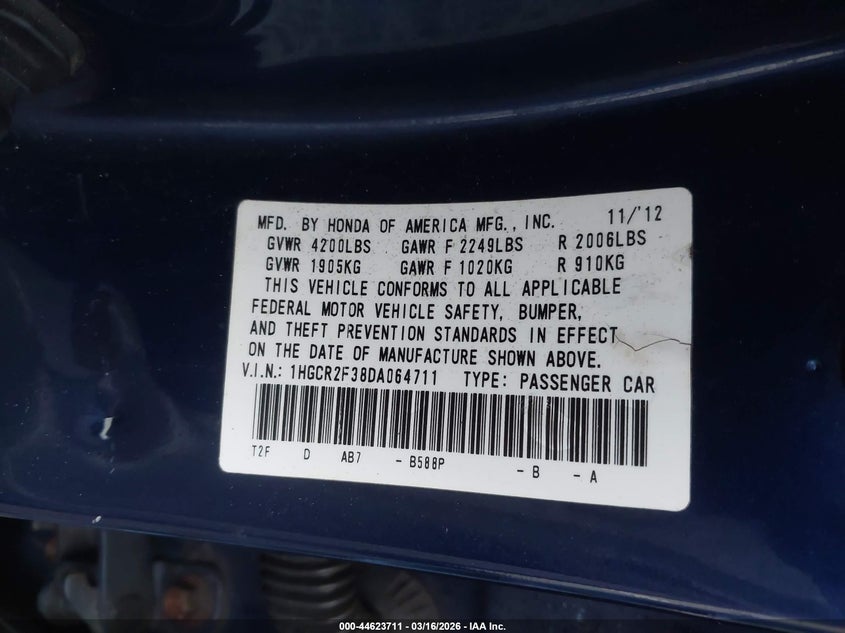 MFD. BY HONDA OF AMERICA MFG., INC. 11/'12
GVWR 4200LBS GAWR F 2249LBS R 2006LBS
GVWR 1905KG GAWR F 1020KG R 910KG
THIS VEHICLE CONFORMS TO ALL APPLICABLE
FEDERAL MOTOR VEHICLE SAFETY, BUMPER,
AND THEFT PREVENTION STANDARDS IN EFFECT
ON THE DATE OF MANUFACTURE SHOWN ABOVE.
V.I.N.: 1HGCR2F38DA064711 TYPE: PASSENGER CAR
T2F D AB7 - B588P - B - A
000-44623711 - 03/16/2026 - IAA Inc.